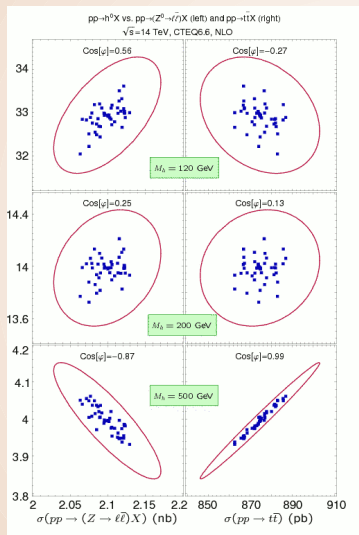 pp→h⁰X vs. pp→(Z⁰→ℓℓ̄)X (left) and pp→tt̄X (right)
√s=14 TeV, CTEQ6.6, NLO
Cos[φ]=0.56
Cos[φ]=−0.27
34
33
32
M_h = 120 GeV
Cos[φ]=0.25
Cos[φ]=0.13
14.4
14
13.6
M_h = 200 GeV
Cos[φ]=−0.87
Cos[φ]=0.99
4.2
4.1
4
3.9
3.8
M_h = 500 GeV
2 2.05 2.1 2.15 2.2 850 870 890 910
σ(pp → (Z → ℓℓ̄)X) (nb) σ(pp → tt̄) (pb)